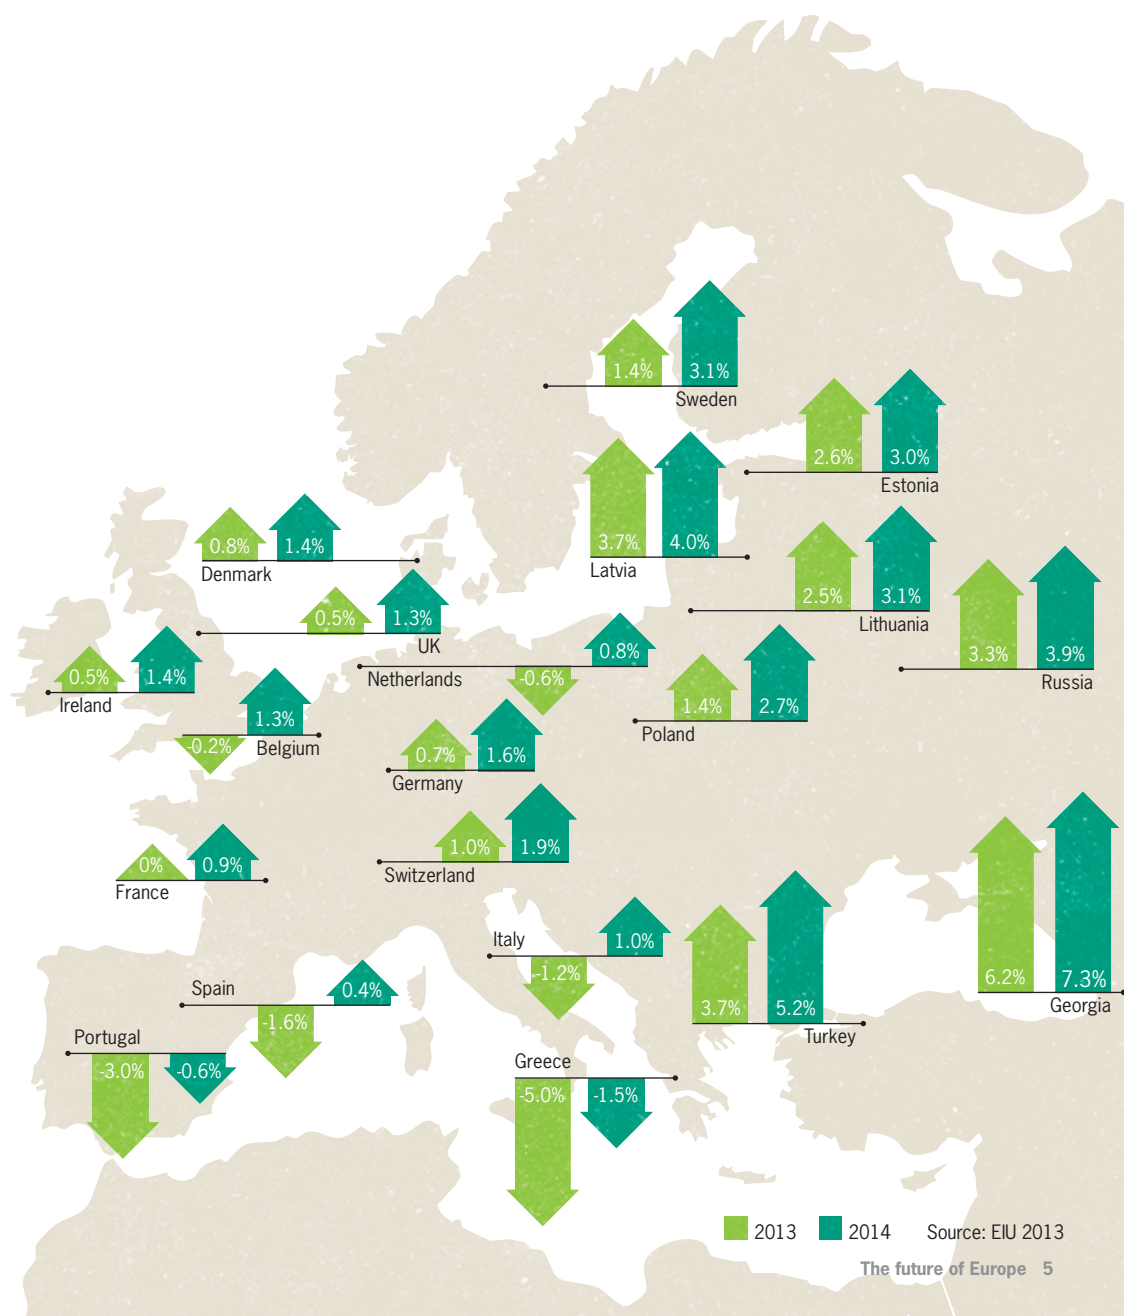 1.4% 3.1%
Sweden
2.6% 3.0%
Estonia
3.7% 4.0%
Latvia
0.8% 1.4%
Denmark
2.5% 3.1%
Lithuania
0.5% 1.3%
UK
3.3% 3.9%
Russia
0.5% 1.4%
Ireland
0.8%
Netherlands -0.6%
1.4% 2.7%
Poland
1.3%
-0.2% Belgium
0.7% 1.6%
Germany
1.0% 1.9%
Switzerland
0% 0.9%
France
Italy 1.0%
-1.2%
3.7% 5.2%
Turkey
6.2% 7.3%
Georgia
Spain 0.4%
-1.6%
Portugal
-3.0% -0.6%
Greece
-5.0% -1.5%
2013 2014 Source: EIU 2013
The future of Europe 5